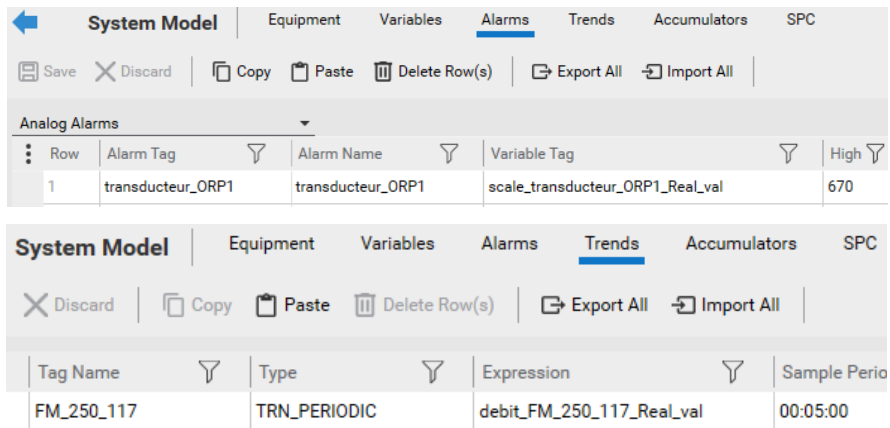 System Model Equipment Variables Alarms Trends Accumulators SPC
Save Discard Copy Paste Delete Row(s) Export All Import All
Analog Alarms
Row Alarm Tag Alarm Name Variable Tag High
1 transducteur_ORP1 transducteur_ORP1 scale_transducteur_ORP1_Real_val 670
System Model Equipment Variables Alarms Trends Accumulators SPC
Discard Copy Paste Delete Row(s) Export All Import All
Tag Name Type Expression Sample Perio
FM_250_117 TRN_PERIODIC debit_FM_250_117_Real_val 00:05:00